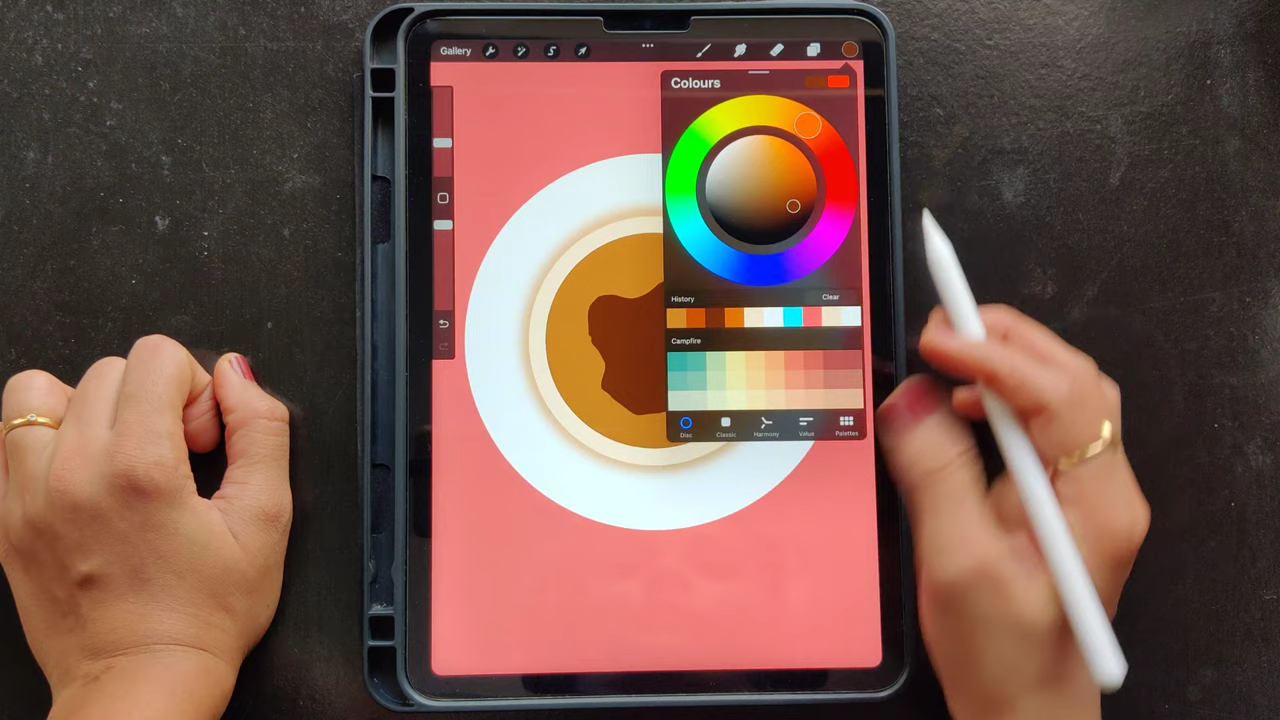 Gallery
Colours
History Clear
Campfire
Disc Classic Harmony Value Palettes